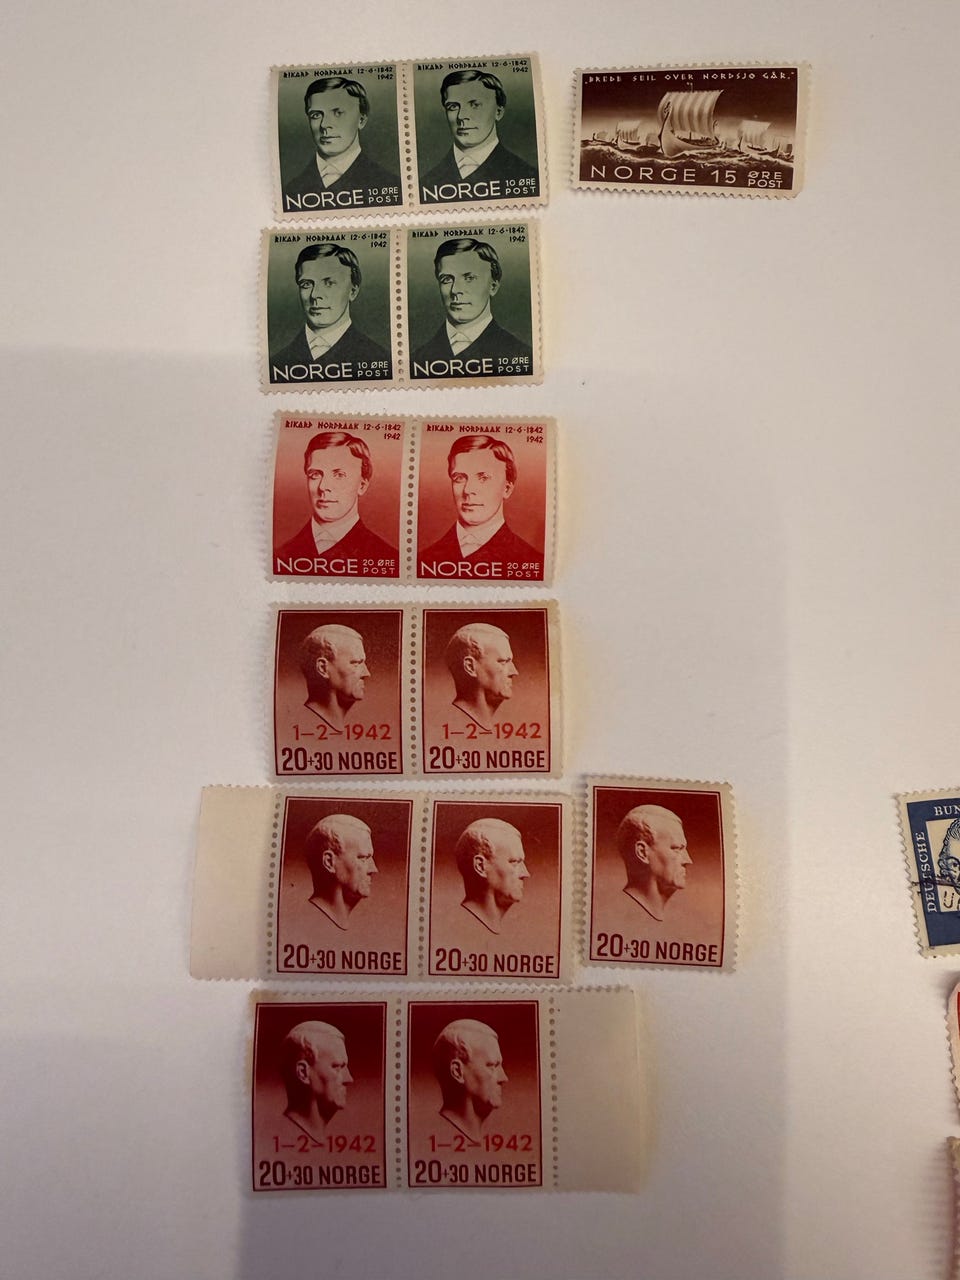 RIKARD NORDRAAK 12·6·1842
1942
NORGE 10 ØRE
POST
RIKARD NORDRAAK 12·6·1842
1942
NORGE 10 ØRE
POST
„BREDE SEIL OVER NORDSJØ GÅR,"
NORGE 15 ØRE
POST
RIKARD NORDRAAK 12·6·1842
1942
NORGE 10 ØRE
POST
RIKARD NORDRAAK 12·6·1842
1942
NORGE 10 ØRE
POST
RIKARD NORDRAAK 12·6·1842
1942
NORGE 20 ØRE
POST
RIKARD NORDRAAK 12·6·1842
1942
NORGE 20 ØRE
POST
1–2–1942
20+30 NORGE
1–2–1942
20+30 NORGE
20+30 NORGE
20+30 NORGE
20+30 NORGE
DEUTSCHE
BUN
1–2–1942
20+30 NORGE
1–2–1942
20+30 NORGE